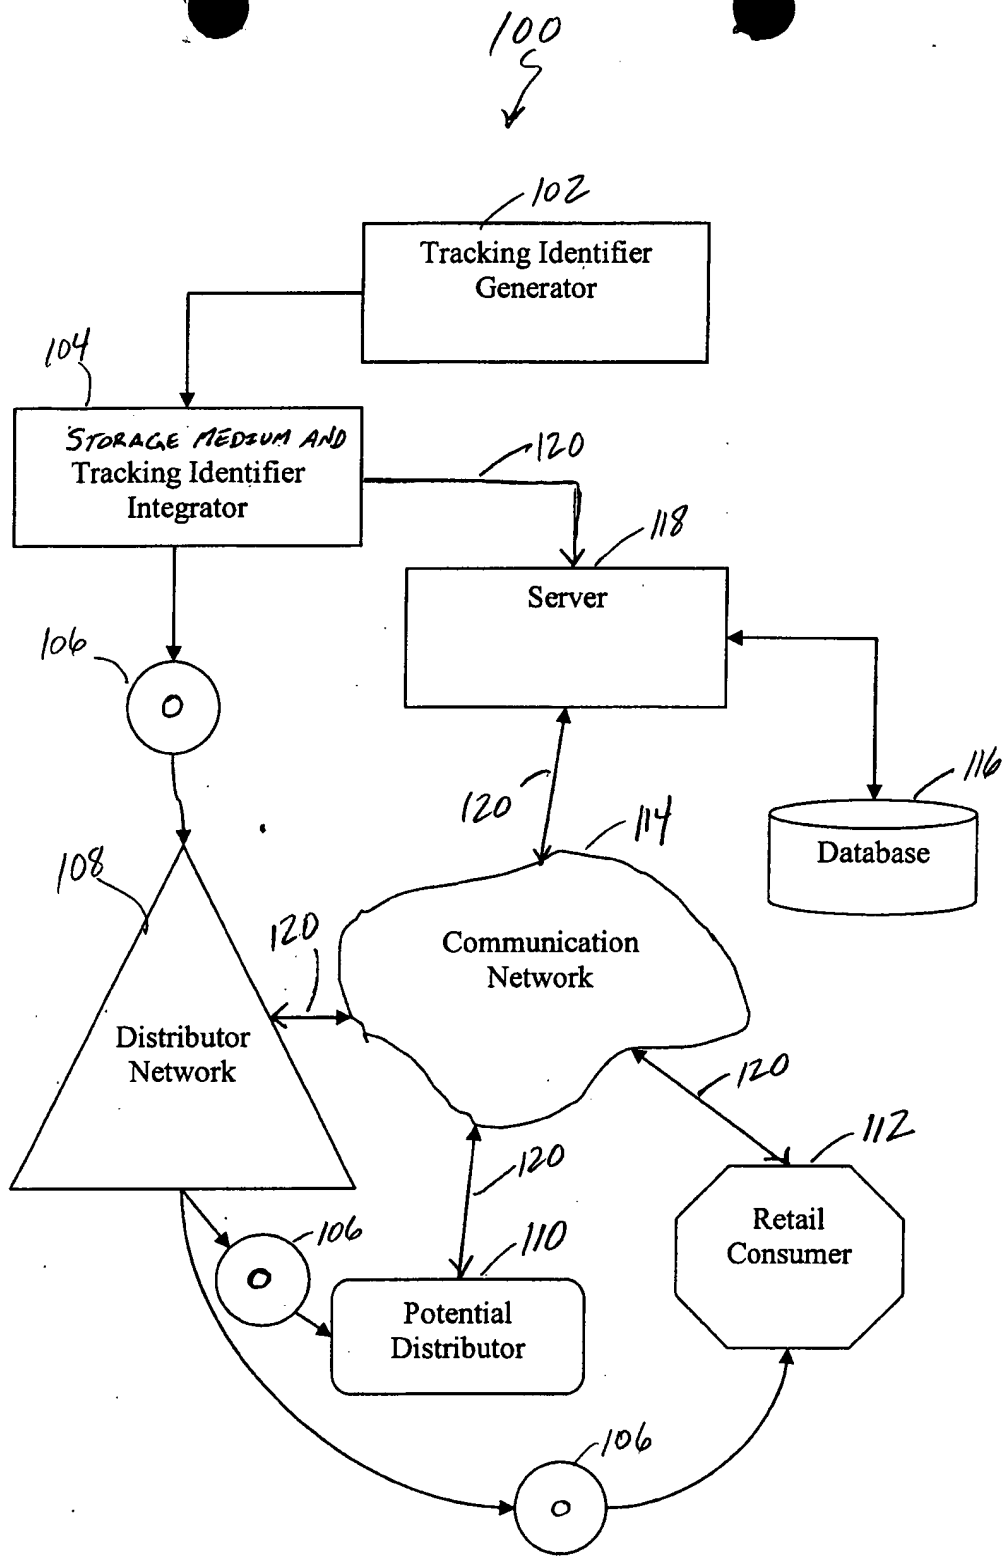 100
102
Tracking Identifier
Generator
104
STORAGE MEDIUM AND
Tracking Identifier
Integrator
120
118
Server
106
120
116
Database
114
108
120
Communication
Network
Distributor
Network
120
112
120
Retail
Consumer
106
110
Potential
Distributor
106